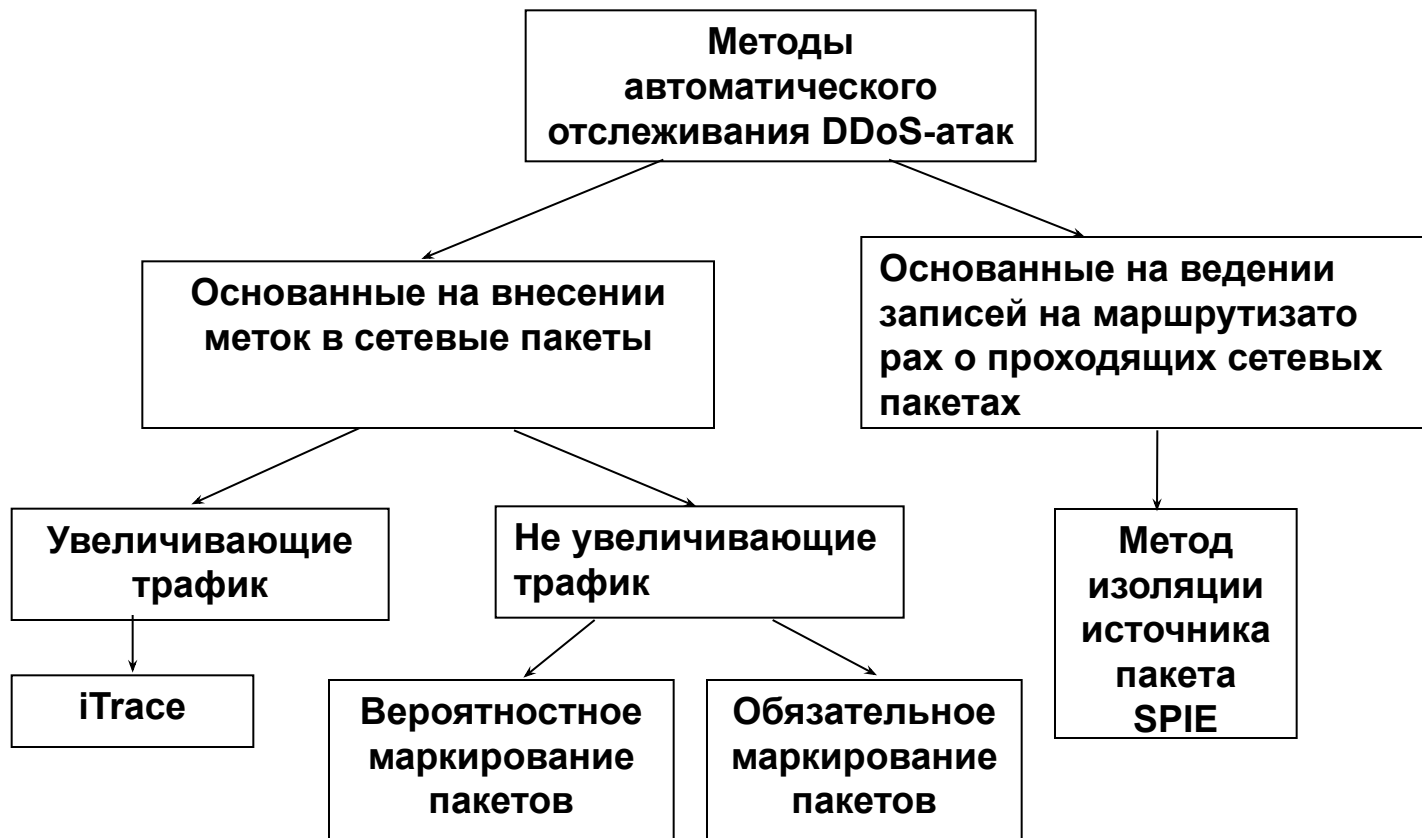 Методы
автоматического
отслеживания DDoS-атак
Основанные на внесении
меток в сетевые пакеты
Основанные на ведении
записей на маршрутизато
рах о проходящих сетевых
пакетах
Увеличивающие
трафик
Не увеличивающие
трафик
Метод
изоляции
источника
пакета
SPIE
iTrace
Вероятностное
маркирование
пакетов
Обязательное
маркирование
пакетов